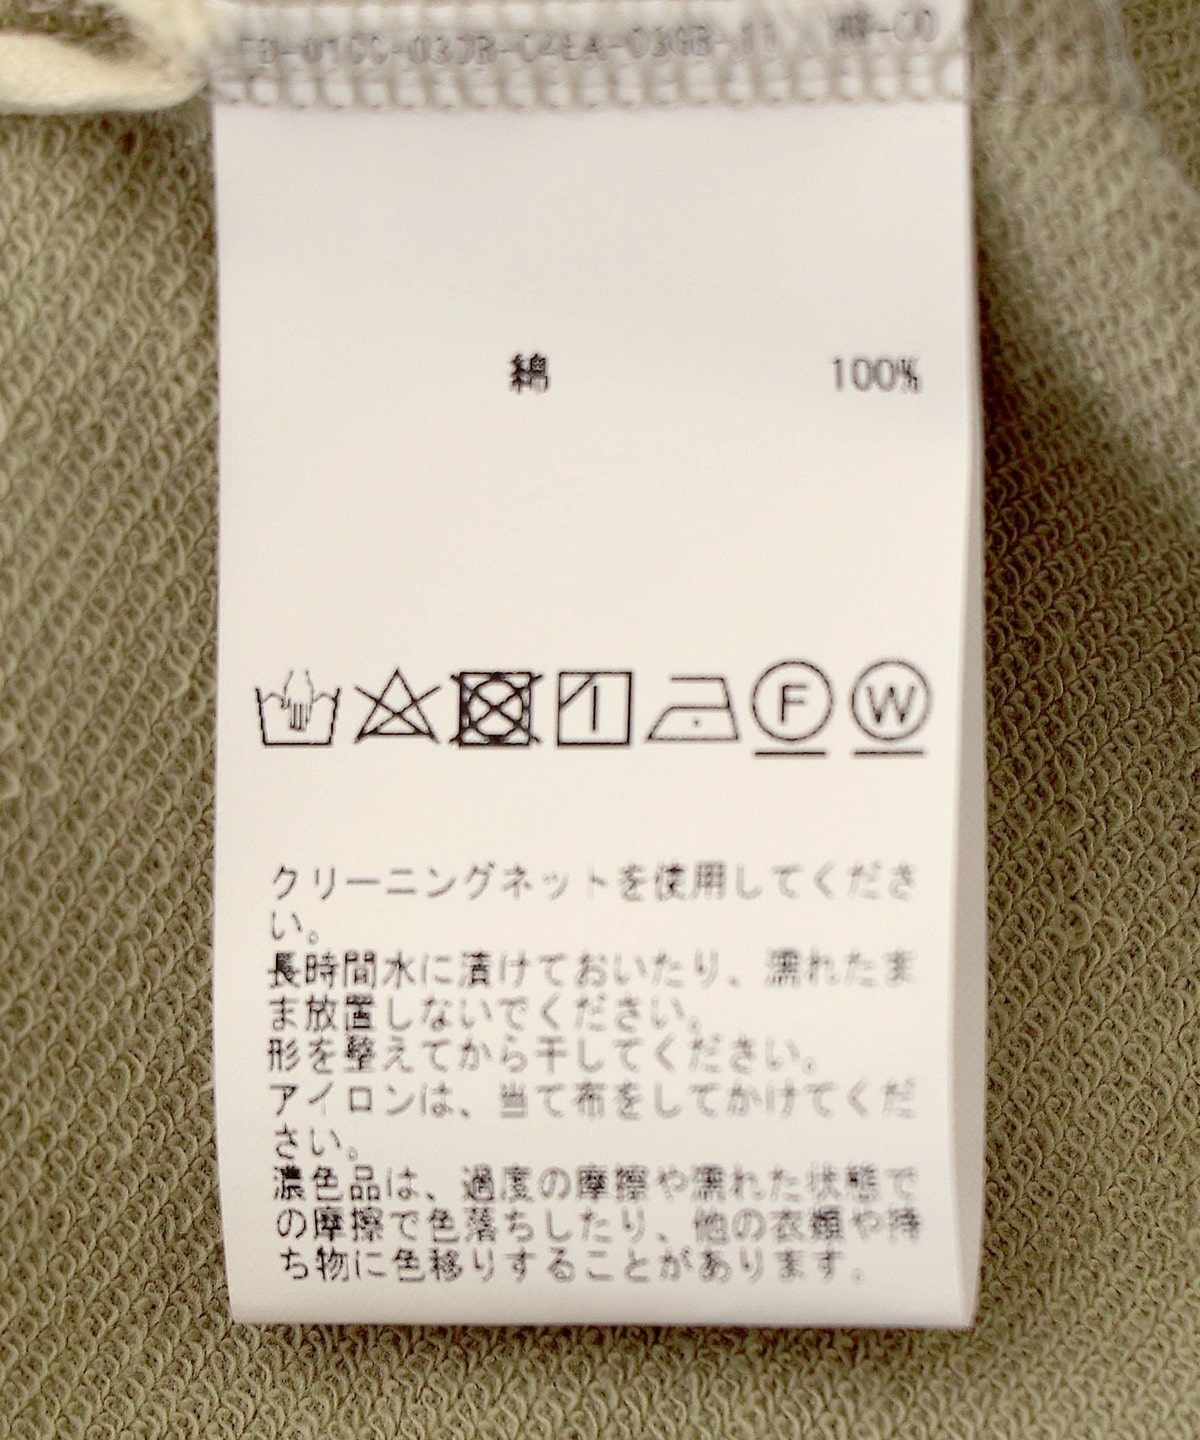 綿 100%
F W
クリーニングネットを使用してくださ
い。
長時間水に漬けておいたり、濡れたま
ま放置しないでください。
形を整えてから干してください。
アイロンは、当て布をしてかけてくだ
さい。
濃色品は、過度の摩擦や濡れた状態で
の摩擦で色落ちしたり、他の衣類や持
ち物に色移りすることがあります。